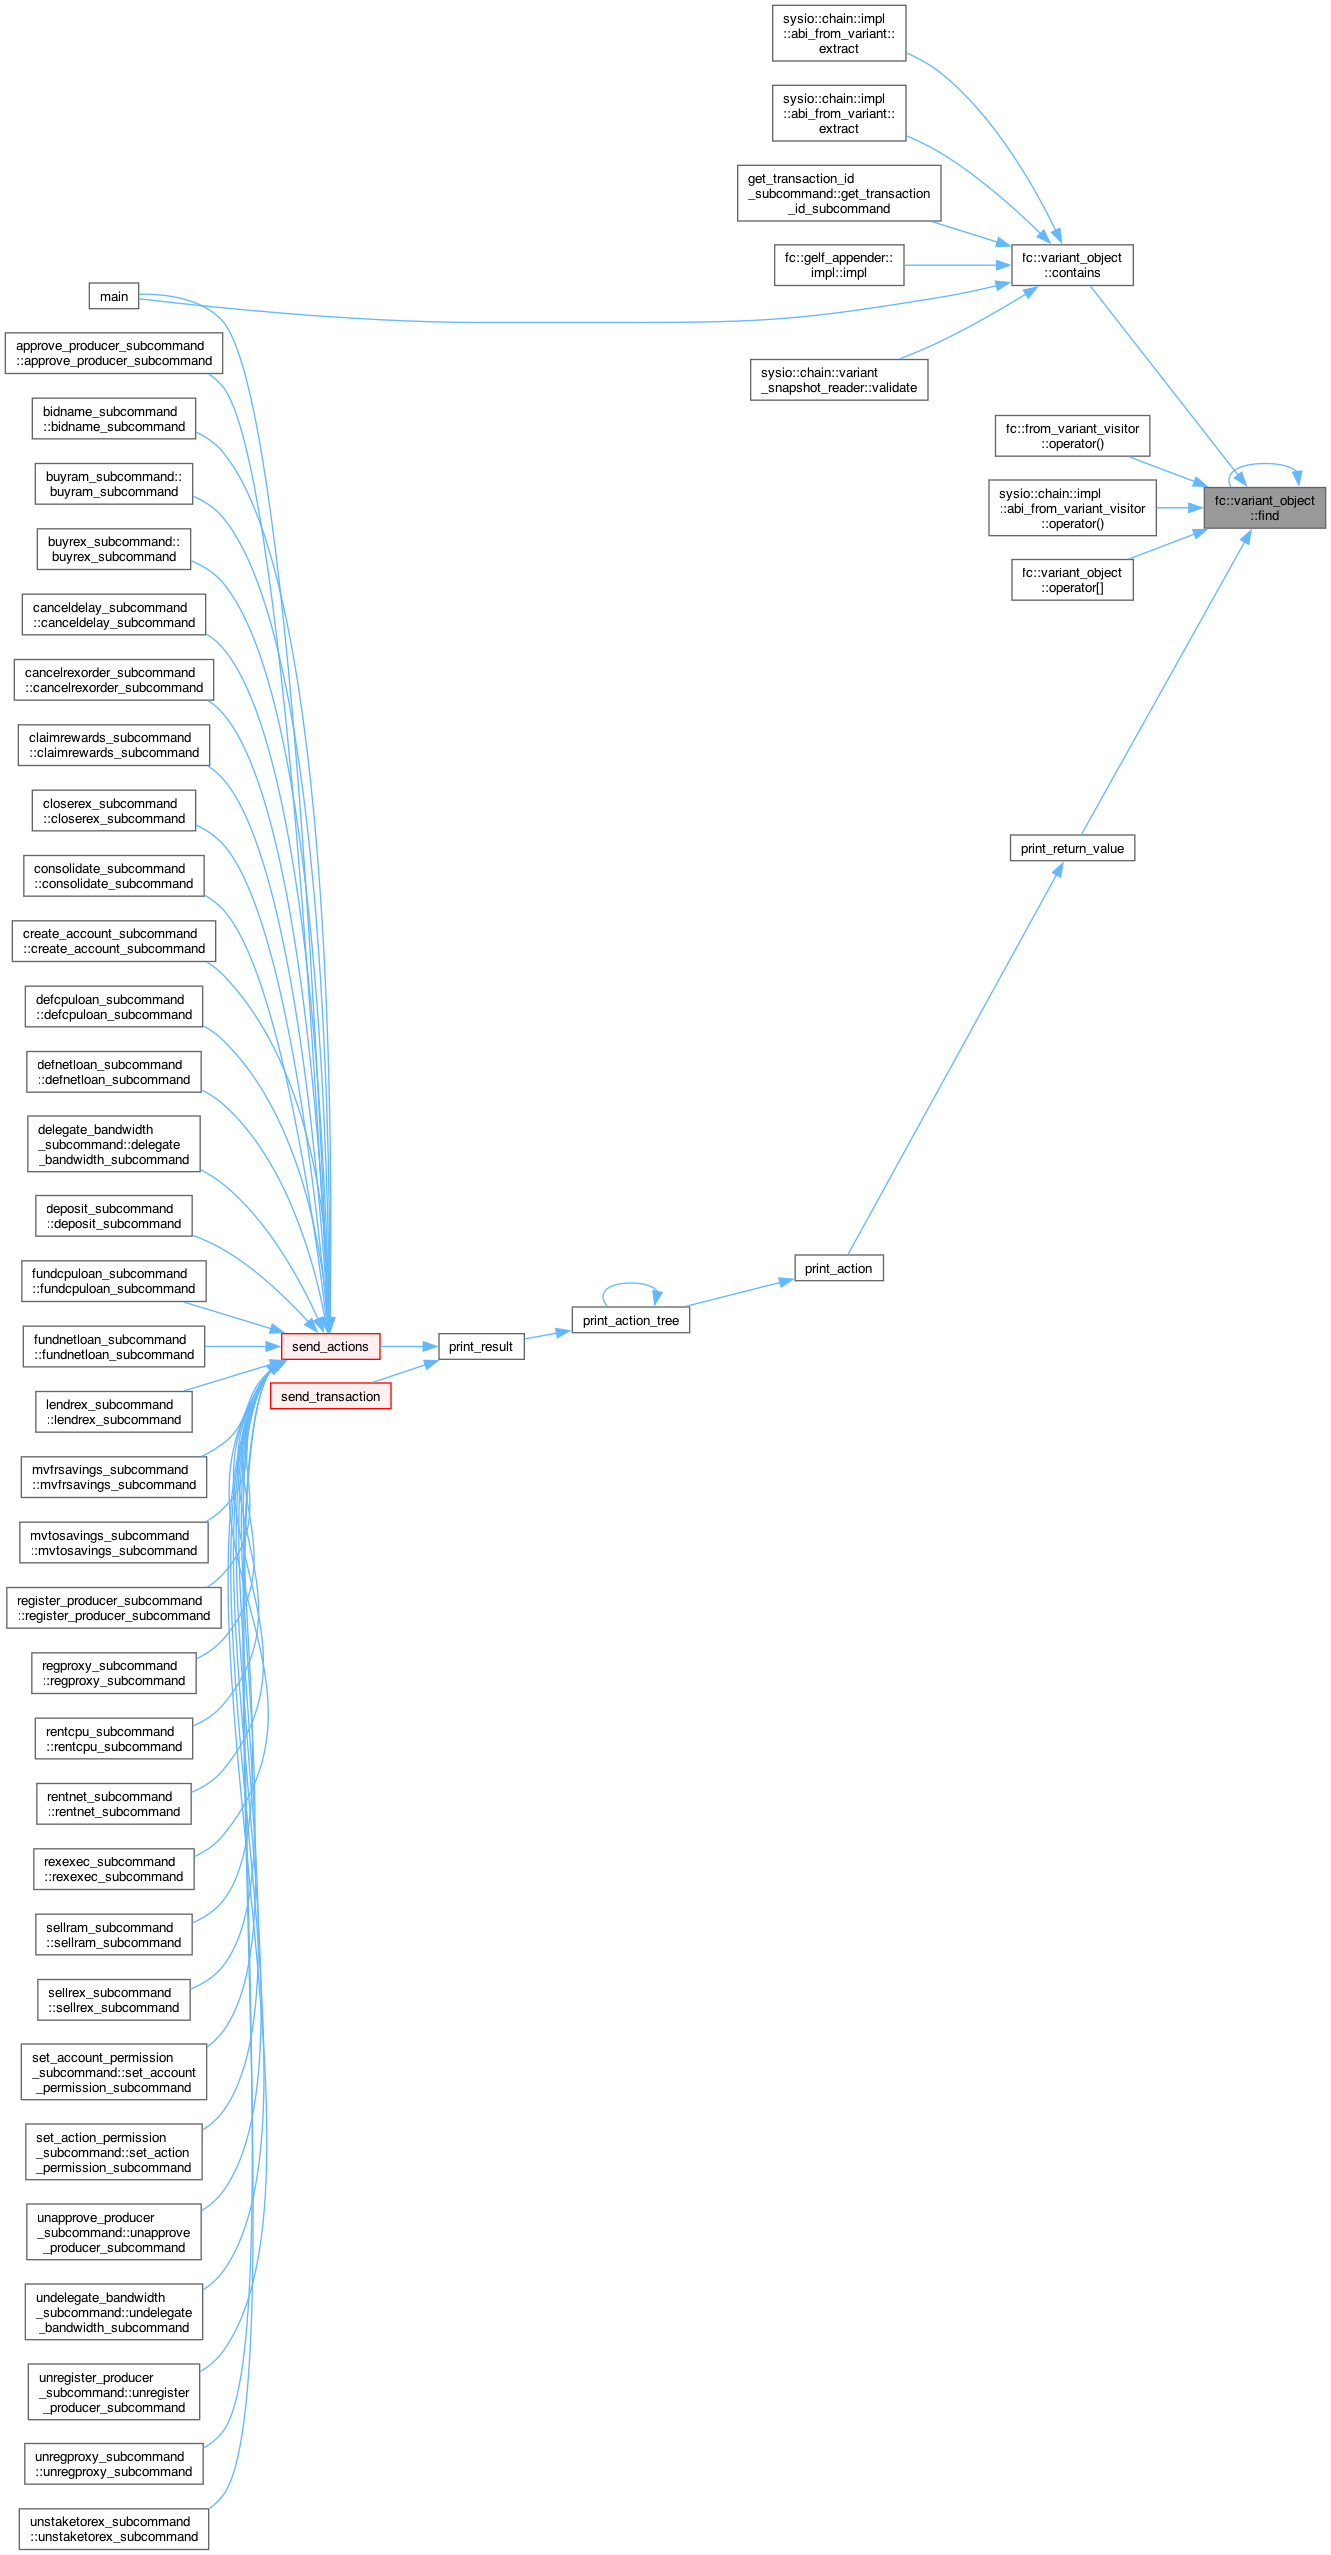 sysio::chain::impl
::abi_from_variant::
extract
sysio::chain::impl
::abi_from_variant::
extract
get_transaction_id
_subcommand::get_transaction
_id_subcommand
fc::gelf_appender::
impl::impl
fc::variant_object
::contains
main
sysio::chain::variant
_snapshot_reader::validate
fc::from_variant_visitor
::operator()
sysio::chain::impl
::abi_from_variant_visitor
::operator()
fc::variant_object
::find
fc::variant_object
::operator[]
print_return_value
print_action
print_action_tree
print_result
send_actions
send_transaction
approve_producer_subcommand
::approve_producer_subcommand
bidname_subcommand
::bidname_subcommand
buyram_subcommand::
buyram_subcommand
buyrex_subcommand::
buyrex_subcommand
canceldelay_subcommand
::canceldelay_subcommand
cancelrexorder_subcommand
::cancelrexorder_subcommand
claimrewards_subcommand
::claimrewards_subcommand
closerex_subcommand
::closerex_subcommand
consolidate_subcommand
::consolidate_subcommand
create_account_subcommand
::create_account_subcommand
defcpuloan_subcommand
::defcpuloan_subcommand
defnetloan_subcommand
::defnetloan_subcommand
delegate_bandwidth
_subcommand::delegate
_bandwidth_subcommand
deposit_subcommand
::deposit_subcommand
fundcpuloan_subcommand
::fundcpuloan_subcommand
fundnetloan_subcommand
::fundnetloan_subcommand
lendrex_subcommand
::lendrex_subcommand
mvfrsavings_subcommand
::mvfrsavings_subcommand
mvtosavings_subcommand
::mvtosavings_subcommand
register_producer_subcommand
::register_producer_subcommand
regproxy_subcommand
::regproxy_subcommand
rentcpu_subcommand
::rentcpu_subcommand
rentnet_subcommand
::rentnet_subcommand
rexexec_subcommand
::rexexec_subcommand
sellram_subcommand
::sellram_subcommand
sellrex_subcommand
::sellrex_subcommand
set_account_permission
_subcommand::set_account
_permission_subcommand
set_action_permission
_subcommand::set_action
_permission_subcommand
unapprove_producer
_subcommand::unapprove
_producer_subcommand
undelegate_bandwidth
_subcommand::undelegate
_bandwidth_subcommand
unregister_producer
_subcommand::unregister
_producer_subcommand
unregproxy_subcommand
::unregproxy_subcommand
unstaketorex_subcommand
::unstaketorex_subcommand